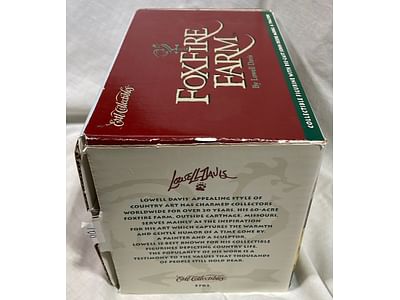 FOXFIRE
FARM
By Lowell Davis
Ertl Collectibles
COLLECTIBLE FIGURINE
Lowell Davis
LOWELL DAVIS' APPEALING STYLE OF
COUNTRY ART HAS CHARMED COLLECTORS
WORLDWIDE FOR OVER 20 YEARS. HIS 60-ACRE
FOXFIRE FARM, OUTSIDE CARTHAGE, MISSOURI,
SERVES MAINLY AS THE INSPIRATION
FOR HIS ART WHICH CAPTURES THE WARMTH
AND GENTLE HUMOR OF A TIME GONE BY.
A PAINTER AND A SCULPTOR,
LOWELL IS BEST KNOWN FOR HIS COLLECTIBLE
FIGURINES DEPICTING COUNTRY LIFE.
THE POPULARITY OF HIS WORK IS A
TESTIMONY TO THE VALUES THAT THOUSANDS
OF PEOPLE STILL HOLD DEAR.
Ertl Collectibles